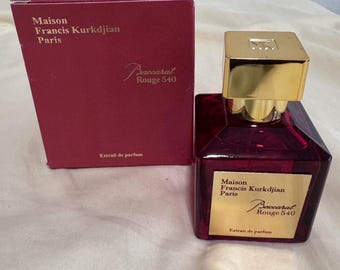 Maison
Francis Kurkdjian
Paris
Baccarat
Rouge 540
Extrait de parfum
Maison
Francis Kurkdjian
Paris
Baccarat
Rouge 540
Extrait de parfum